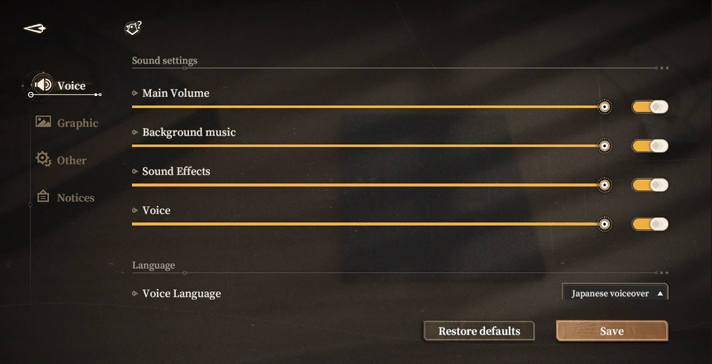 Sound settings
Voice
Main Volume
Graphic
Background music
Other
Sound Effects
Notices
Voice
Language
Voice Language
Japanese voiceover
Restore defaults
Save